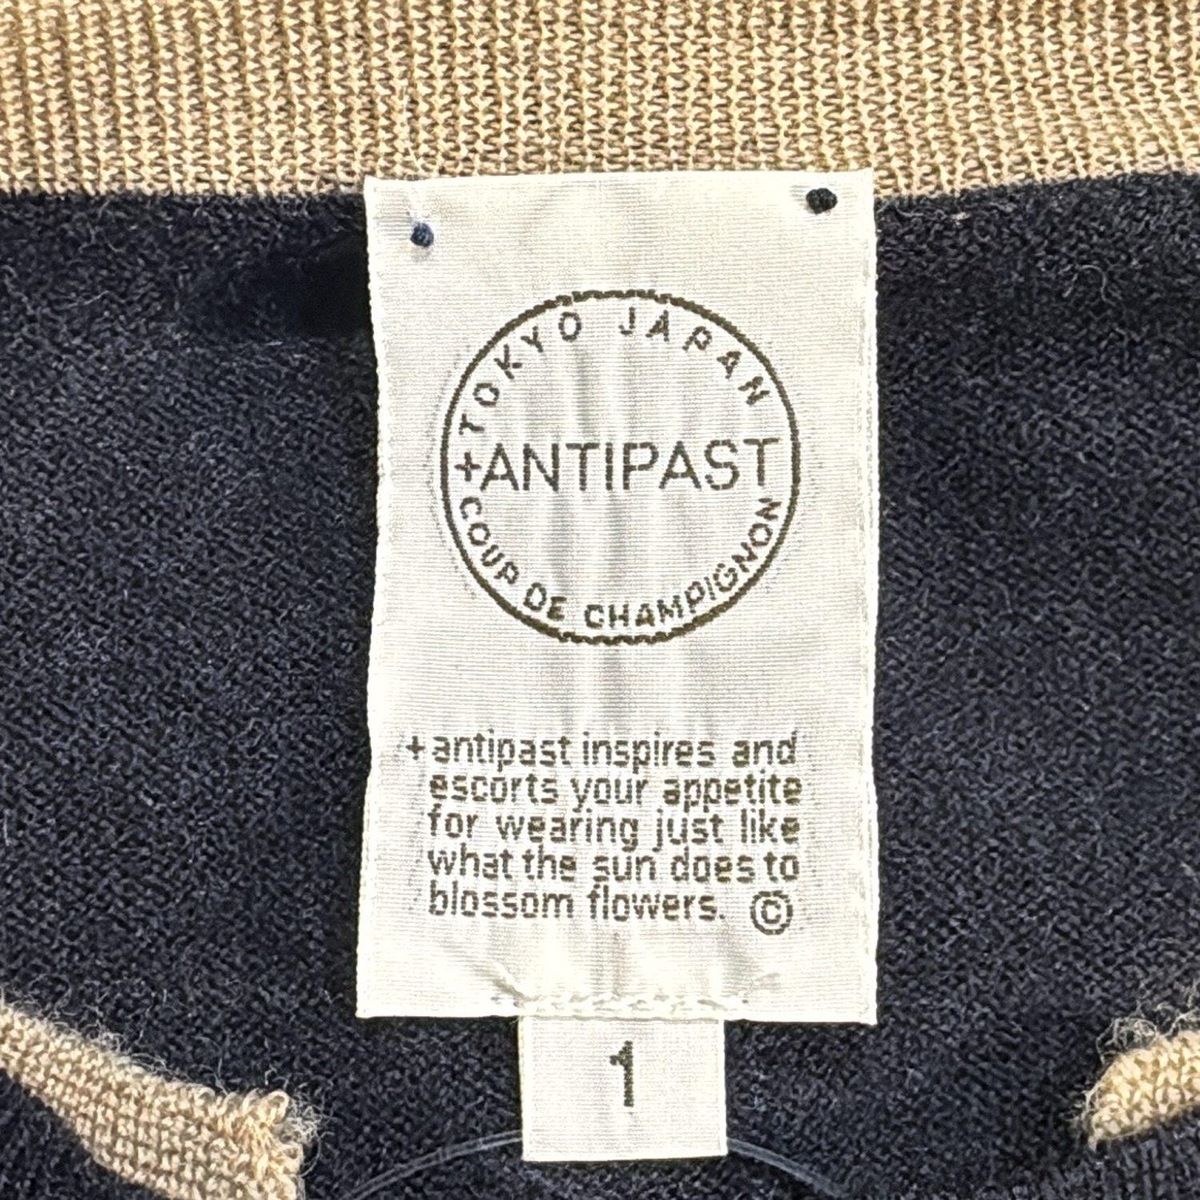 TOKYO JAPAN
+ANTIPAST
COUP DE CHAMPIGNON
+antipast inspires and
escorts your appetite
for wearing just like
what the sun does to
blossom flowers. ©
1